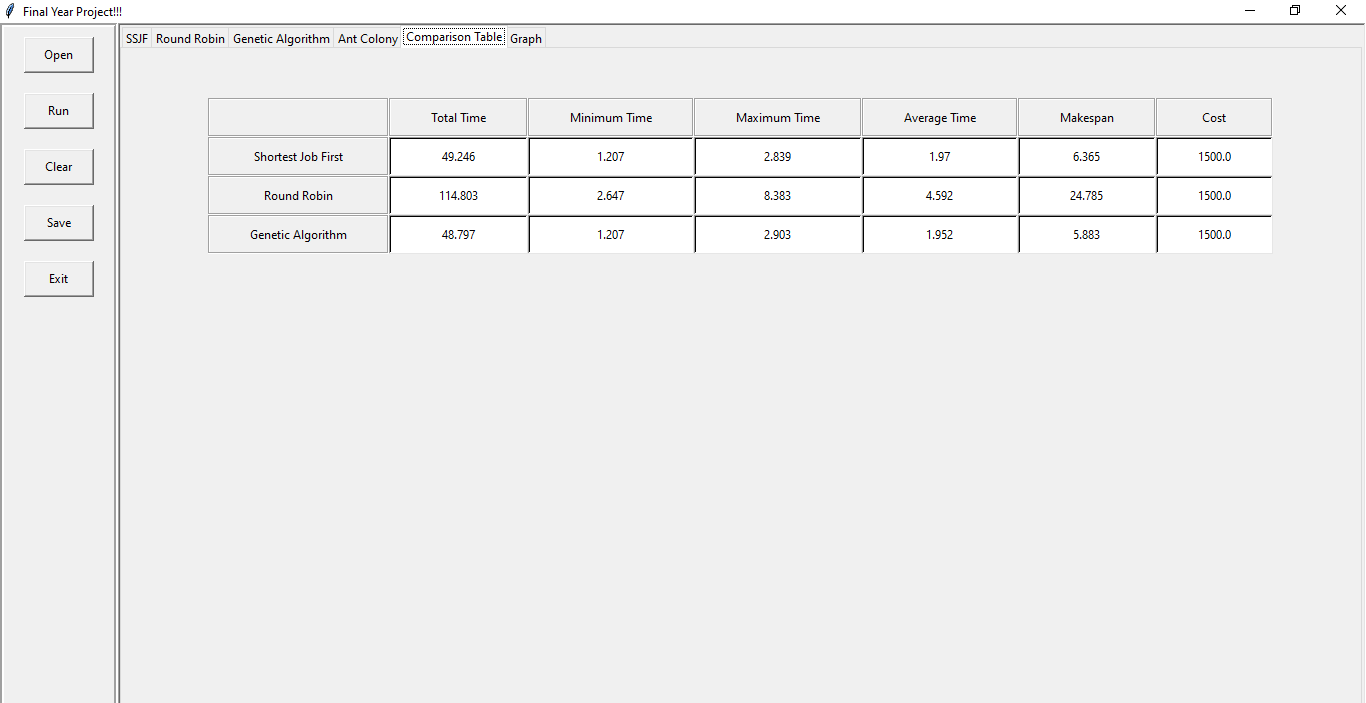 Final Year Project!!!
Open
Run
Clear
Save
Exit
SSJF Round Robin Genetic Algorithm Ant Colony Comparison Table Graph
Total Time Minimum Time Maximum Time Average Time Makespan Cost
Shortest Job First 49.246 1.207 2.839 1.97 6.365 1500.0
Round Robin 114.803 2.647 8.383 4.592 24.785 1500.0
Genetic Algorithm 48.797 1.207 2.903 1.952 5.883 1500.0